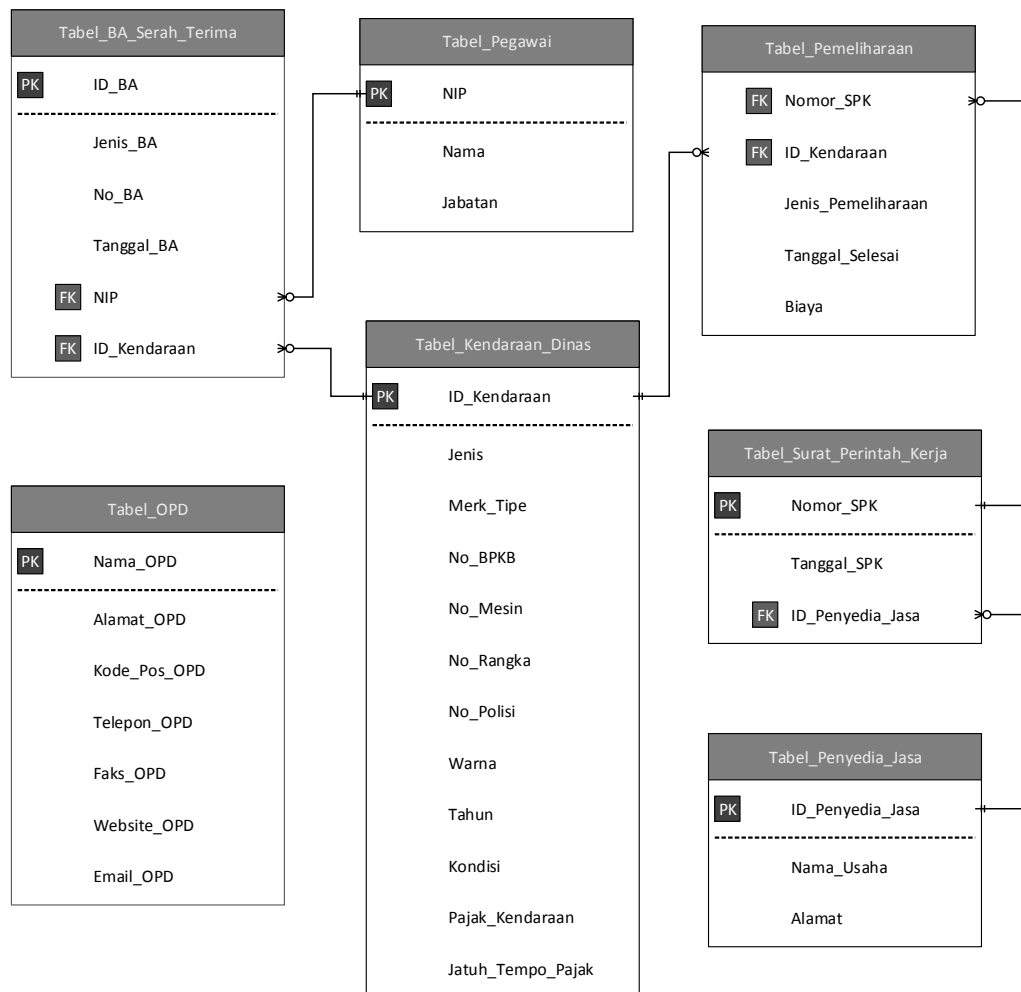 Tabel_BA_Serah_Terima
PK ID_BA
Jenis_BA
No_BA
Tanggal_BA
FK NIP
FK ID_Kendaraan
Tabel_Pegawai
PK NIP
Nama
Jabatan
Tabel_Pemeliharaan
FK Nomor_SPK
FK ID_Kendaraan
Jenis_Pemeliharaan
Tanggal_Selesai
Biaya
Tabel_OPD
PK Nama_OPD
Alamat_OPD
Kode_Pos_OPD
Telepon_OPD
Faks_OPD
Website_OPD
Email_OPD
Tabel_Kendaraan_Dinas
PK ID_Kendaraan
Jenis
Merk_Tipe
No_BPKB
No_Mesin
No_Rangka
No_Polisi
Warna
Tahun
Kondisi
Pajak_Kendaraan
Jatuh_Tempo_Pajak
Tabel_Surat_Perintah_Kerja
PK Nomor_SPK
Tanggal_SPK
FK ID_Penyedia_Jasa
Tabel_Penyedia_Jasa
PK ID_Penyedia_Jasa
Nama_Usaha
Alamat